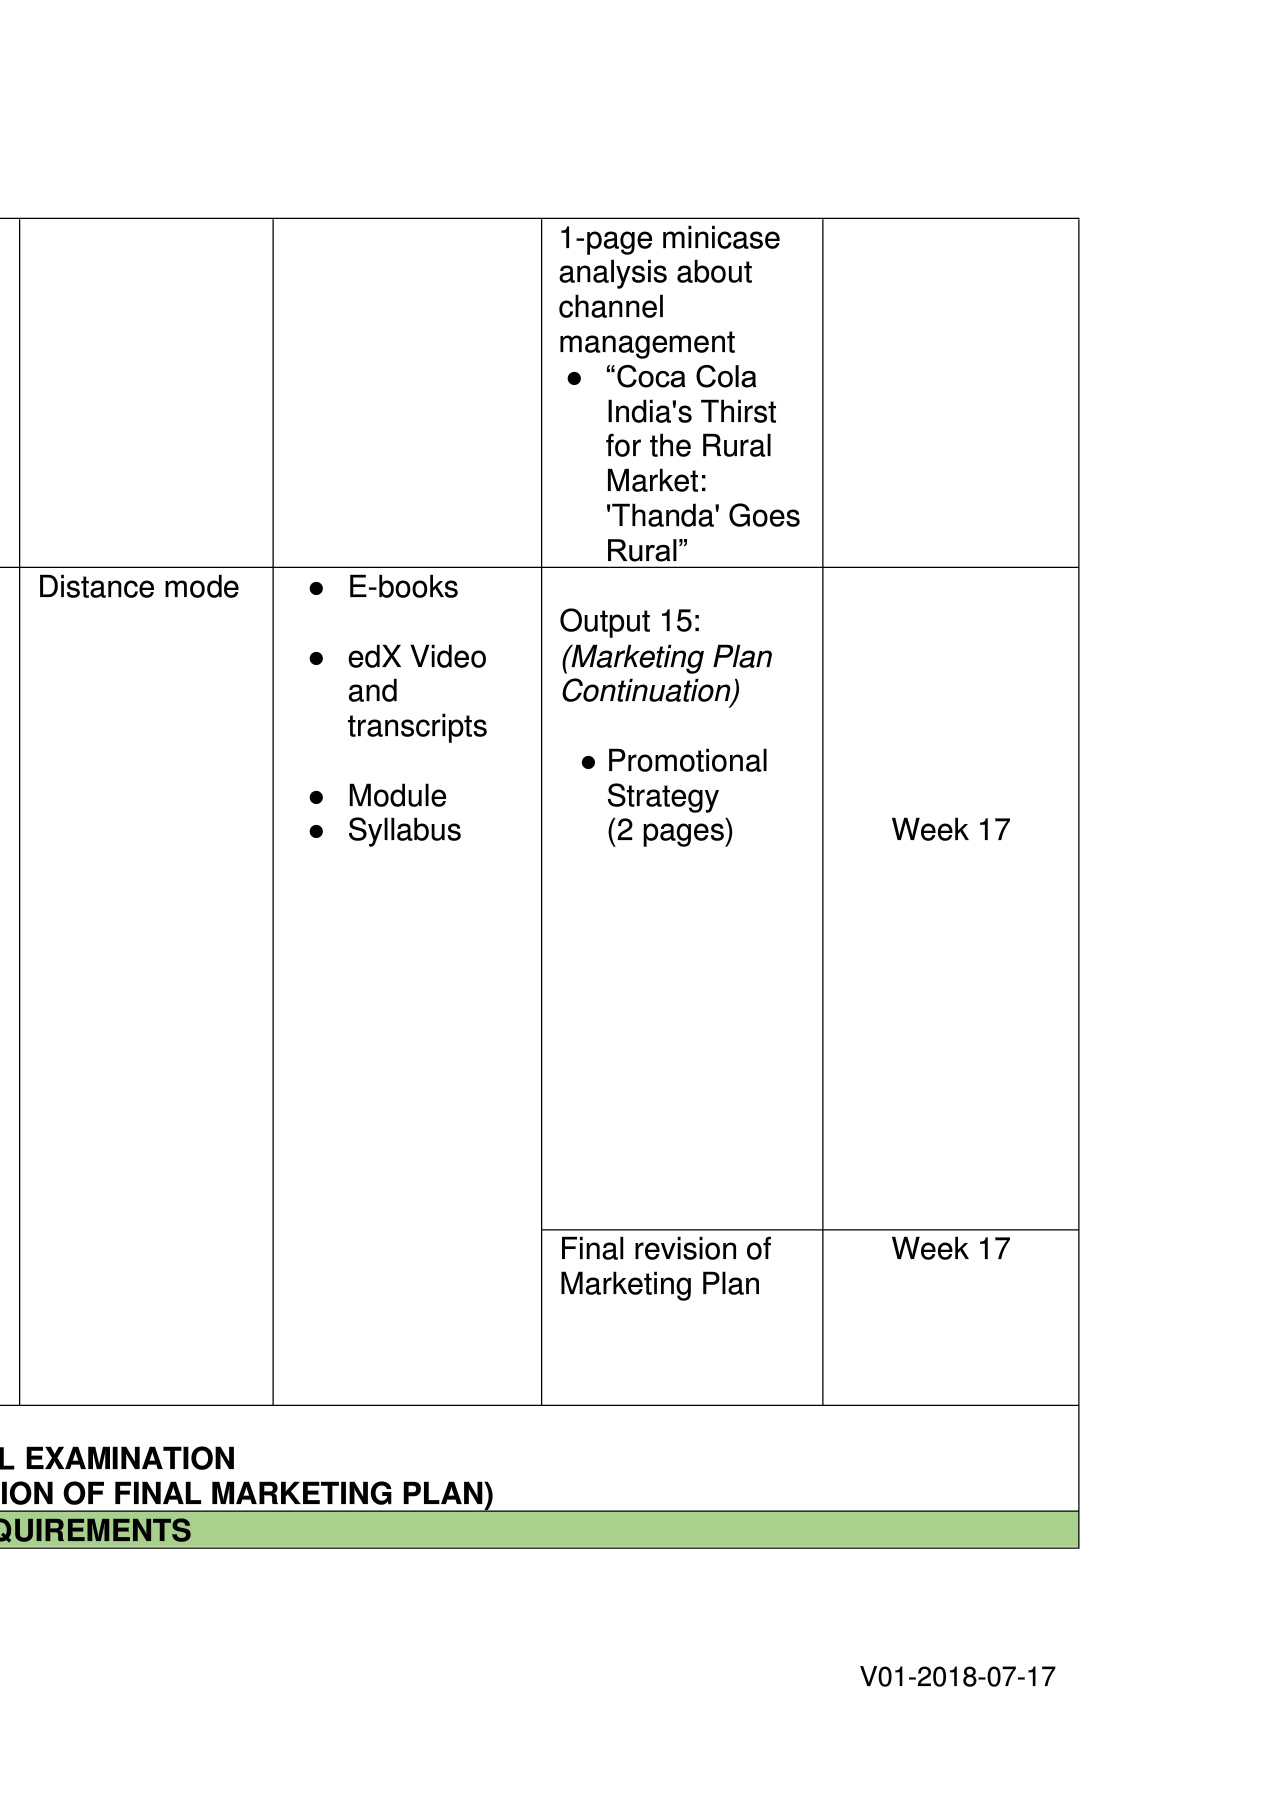 1-page minicase
analysis about
channel
management
● “Coca Cola
India's Thirst
for the Rural
Market:
'Thanda' Goes
Rural”
Distance mode
● E-books
● edX Video
and
transcripts
● Module
● Syllabus
Output 15:
(Marketing Plan
Continuation)
● Promotional
Strategy
(2 pages)
Week 17
Final revision of
Marketing Plan
Week 17
L EXAMINATION
ION OF FINAL MARKETING PLAN)
QUIREMENTS
V01-2018-07-17